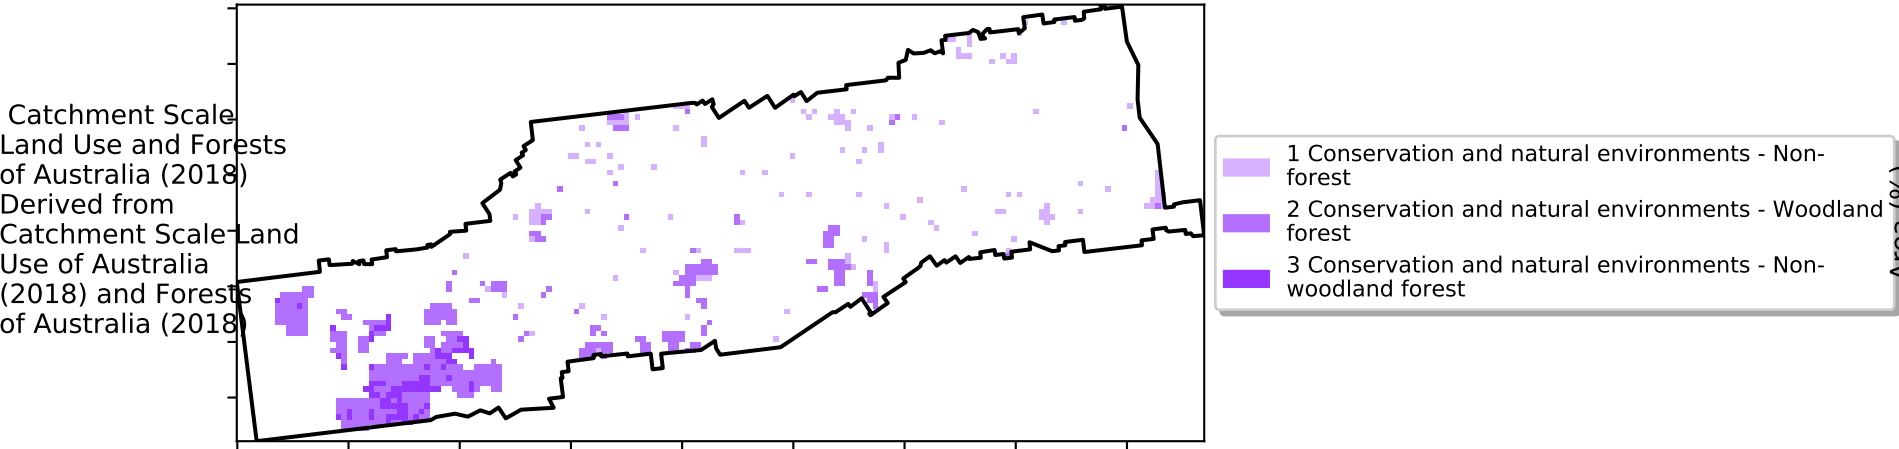 Catchment Scale
Land Use and Forests
of Australia (2018)
Derived from
Catchment Scale Land
Use of Australia
(2018) and Forests
of Australia (2018)
1 Conservation and natural environments - Non-
forest
2 Conservation and natural environments - Woodland
forest
3 Conservation and natural environments - Non-
woodland forest